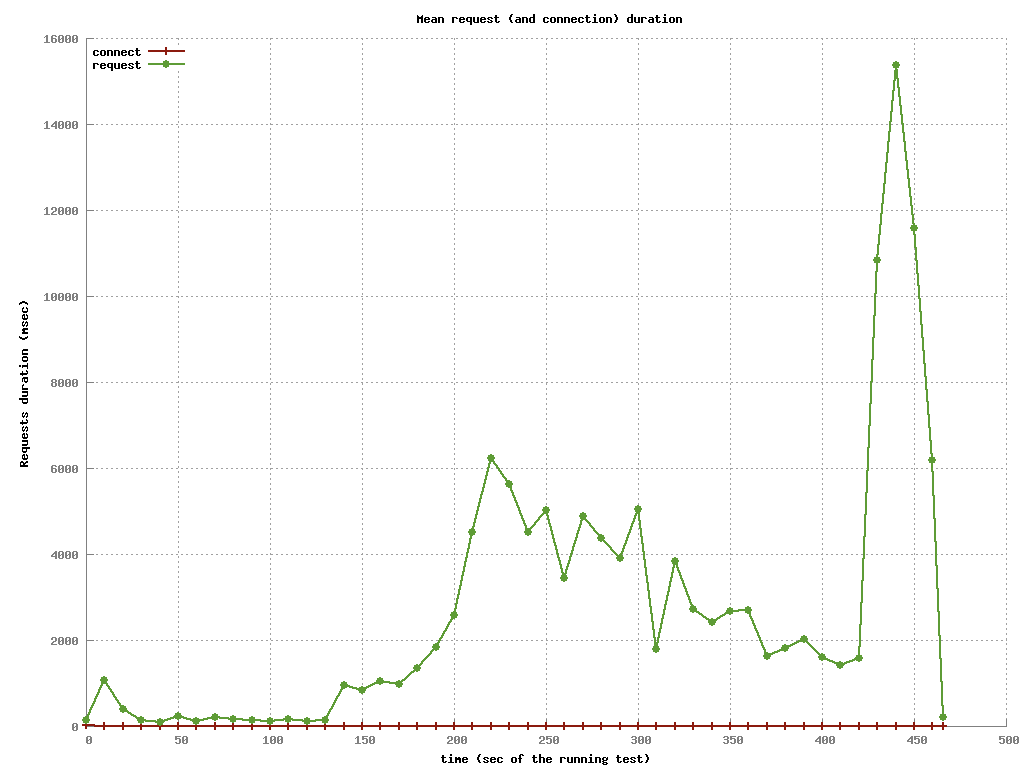 Mean request (and connection) duration
connect
request
16000
14000
12000
10000
8000
6000
4000
2000
0
Requests duration (msec)
0 50 100 150 200 250 300 350 400 450 500
time (sec of the running test)